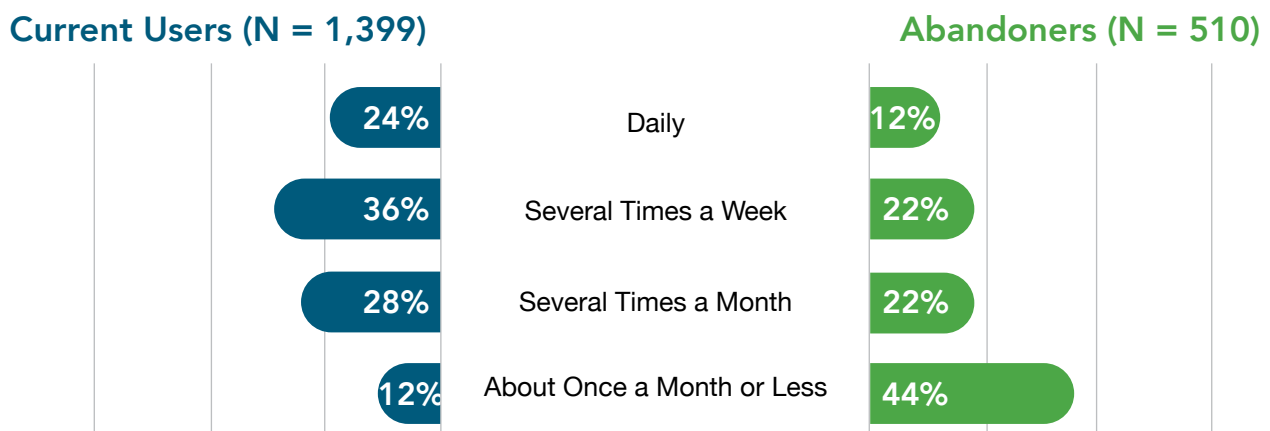 Current Users (N = 1,399) Abandoners (N = 510)
24% Daily 12%
36% Several Times a Week 22%
28% Several Times a Month 22%
12% About Once a Month or Less 44%